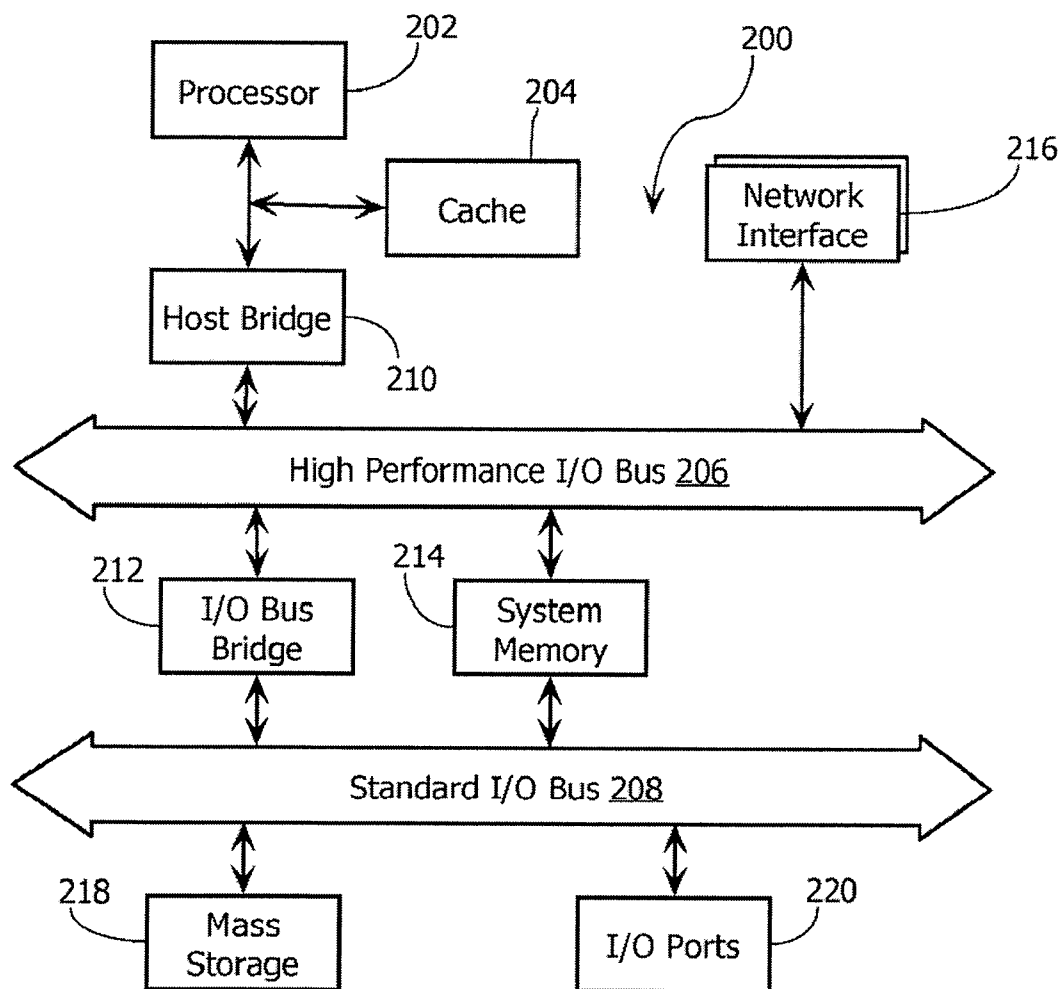 202
Processor
200
204
216
Cache
Network
Interface
Host Bridge
210
High Performance I/O Bus 206
212
214
I/O Bus
Bridge
System
Memory
Standard I/O Bus 208
218
220
Mass
Storage
I/O Ports